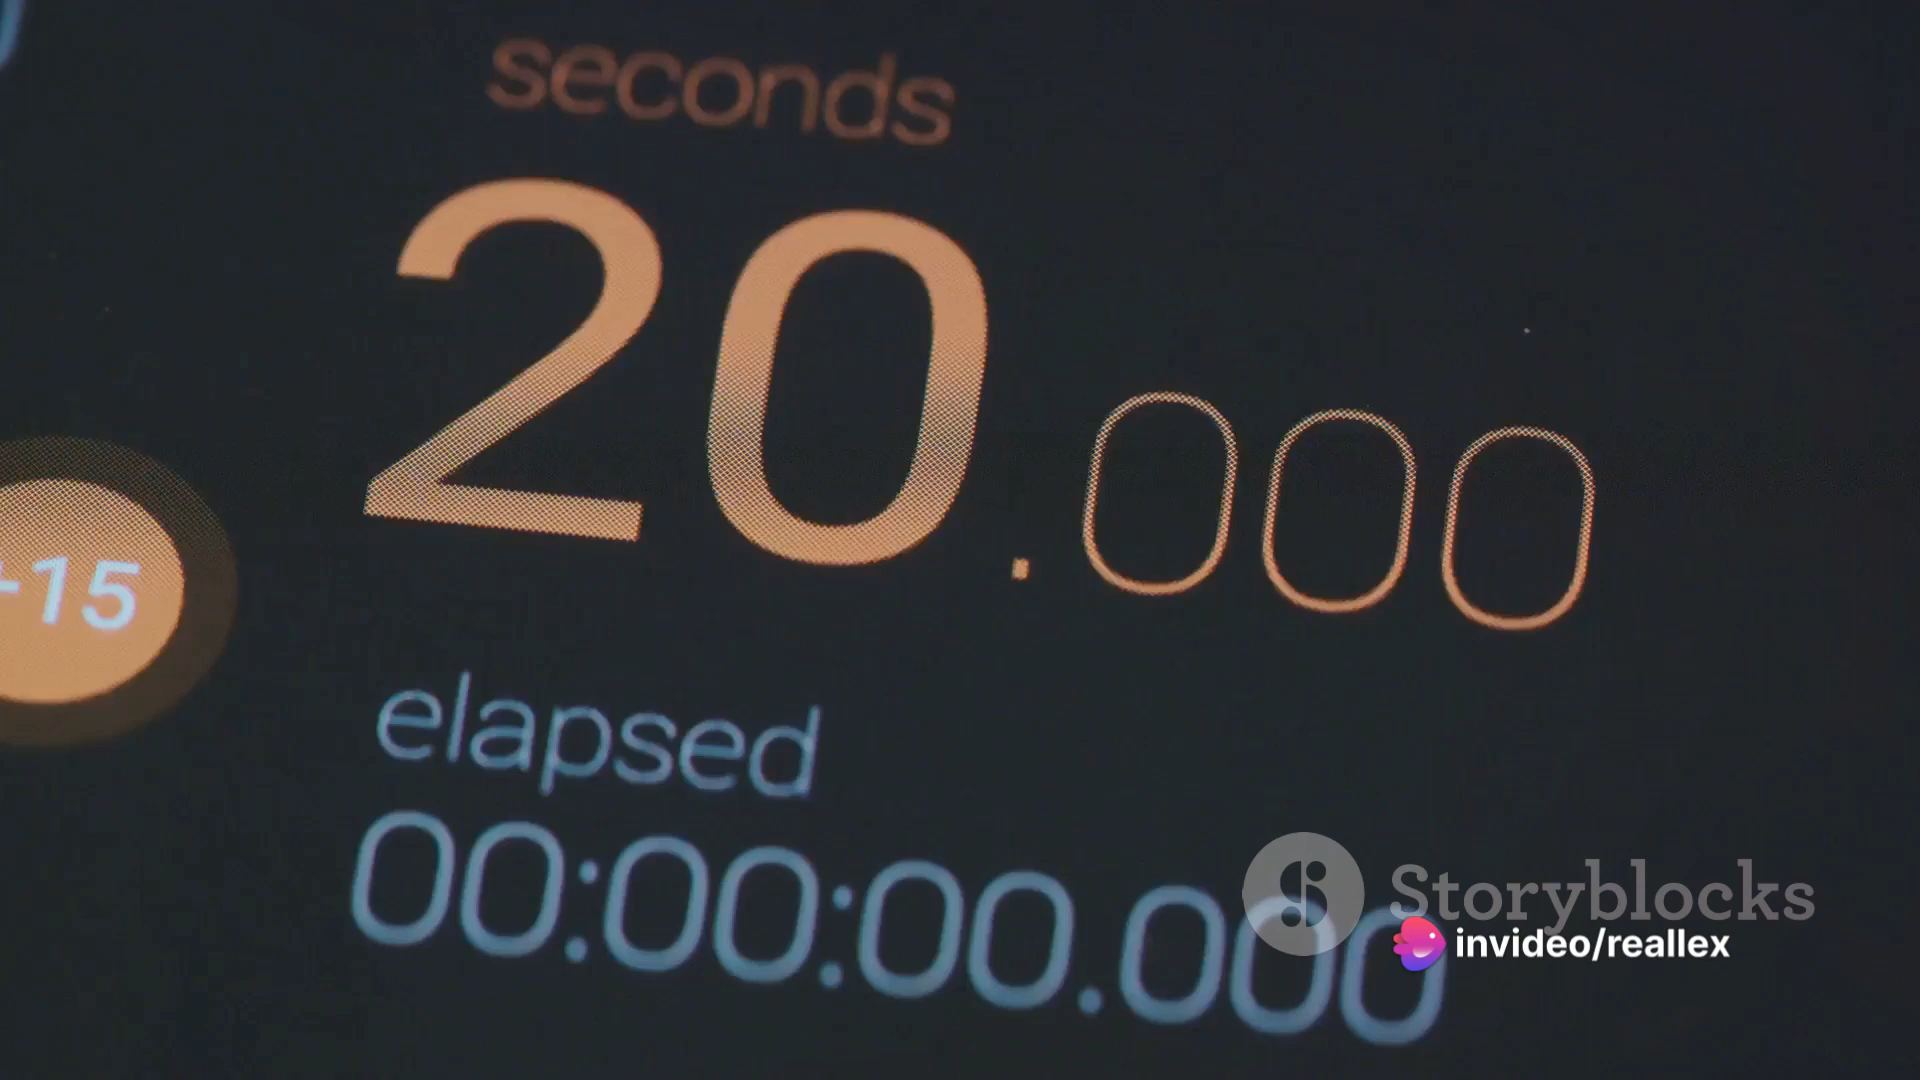 seconds
20.000
+15
elapsed
00:00:00.000
Storyblocks
invideo/reallex